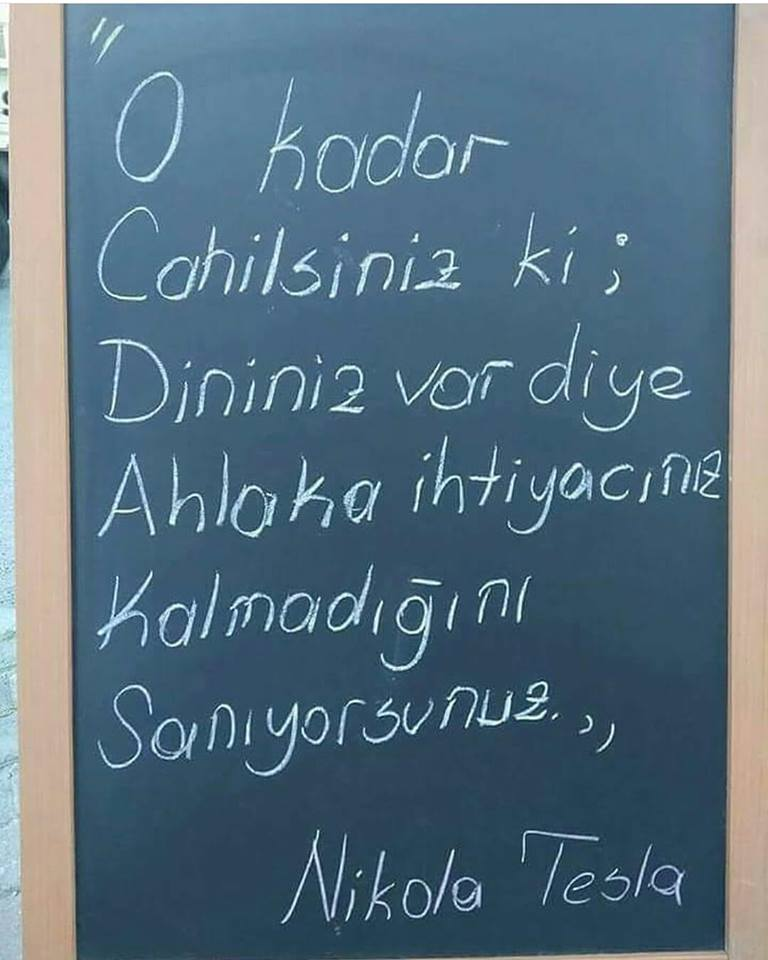 "O kadar
Cahilsiniz ki ;
Dininiz var diye
Ahlaka ihtiyacınız
Kalmadığını
Sanıyorsunuz. ,,
Nikola Tesla